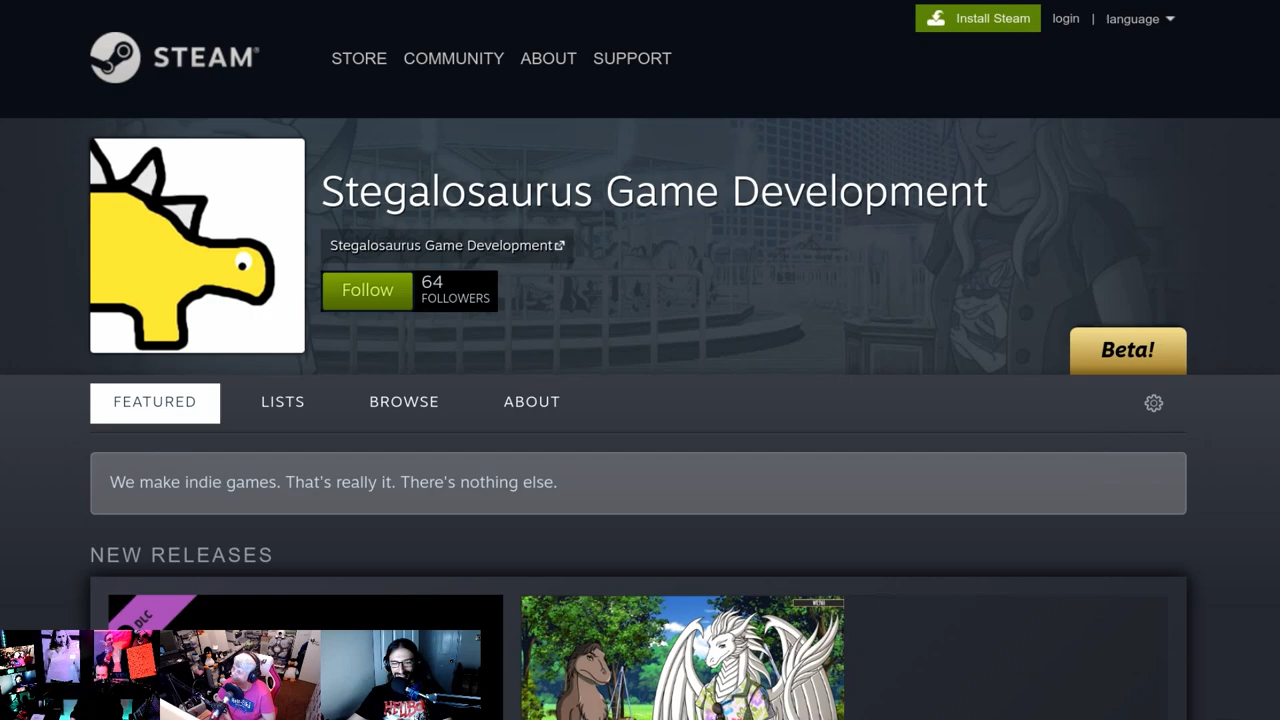 Install Steam login | language
STEAM®
STORE COMMUNITY ABOUT SUPPORT
Stegalosaurus Game Development
Stegalosaurus Game Development
Follow
64
FOLLOWERS
Beta!
FEATURED LISTS BROWSE ABOUT
We make indie games. That's really it. There's nothing else.
NEW RELEASES
DLC